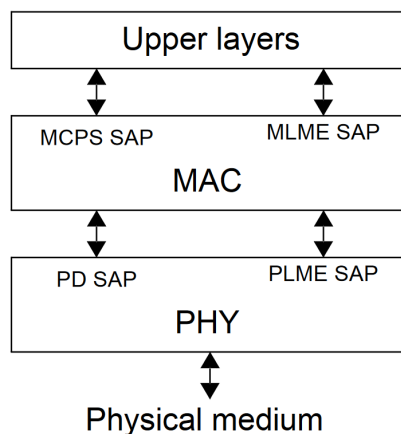 Upper layers
MCPS SAP
MLME SAP
MAC
PD SAP
PLME SAP
PHY
Physical medium